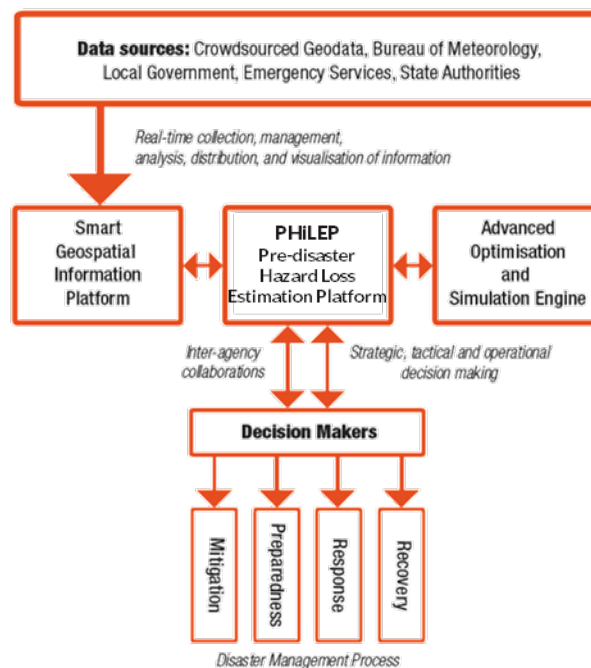 Data sources: Crowdsourced Geodata, Bureau of Meteorology,
Local Government, Emergency Services, State Authorities
Real-time collection, management,
analysis, distribution, and visualisation of information
Smart
Geospatial
Information
Platform
PHiLEP
Pre-disaster
Hazard Loss
Estimation Platform
Advanced
Optimisation
and
Simulation Engine
Inter-agency
collaborations
Strategic, tactical and operational
decision making
Decision Makers
Mitigation
Preparedness
Response
Recovery
Disaster Management Process